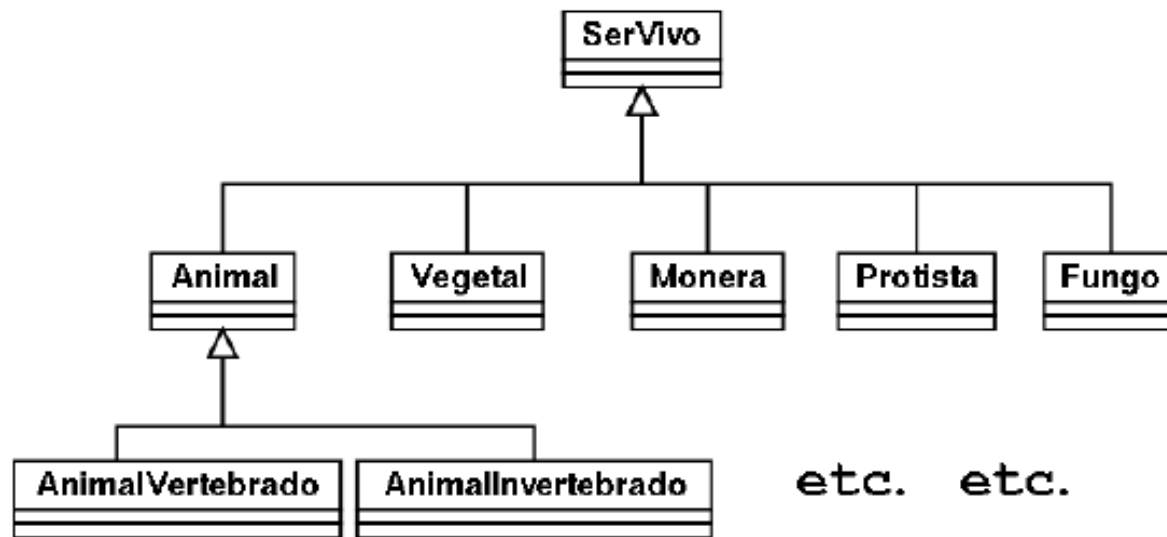 SerVivo
Animal Vegetal Monera Protista Fungo
AnimalVertebrado AnimalInvertebrado etc. etc.